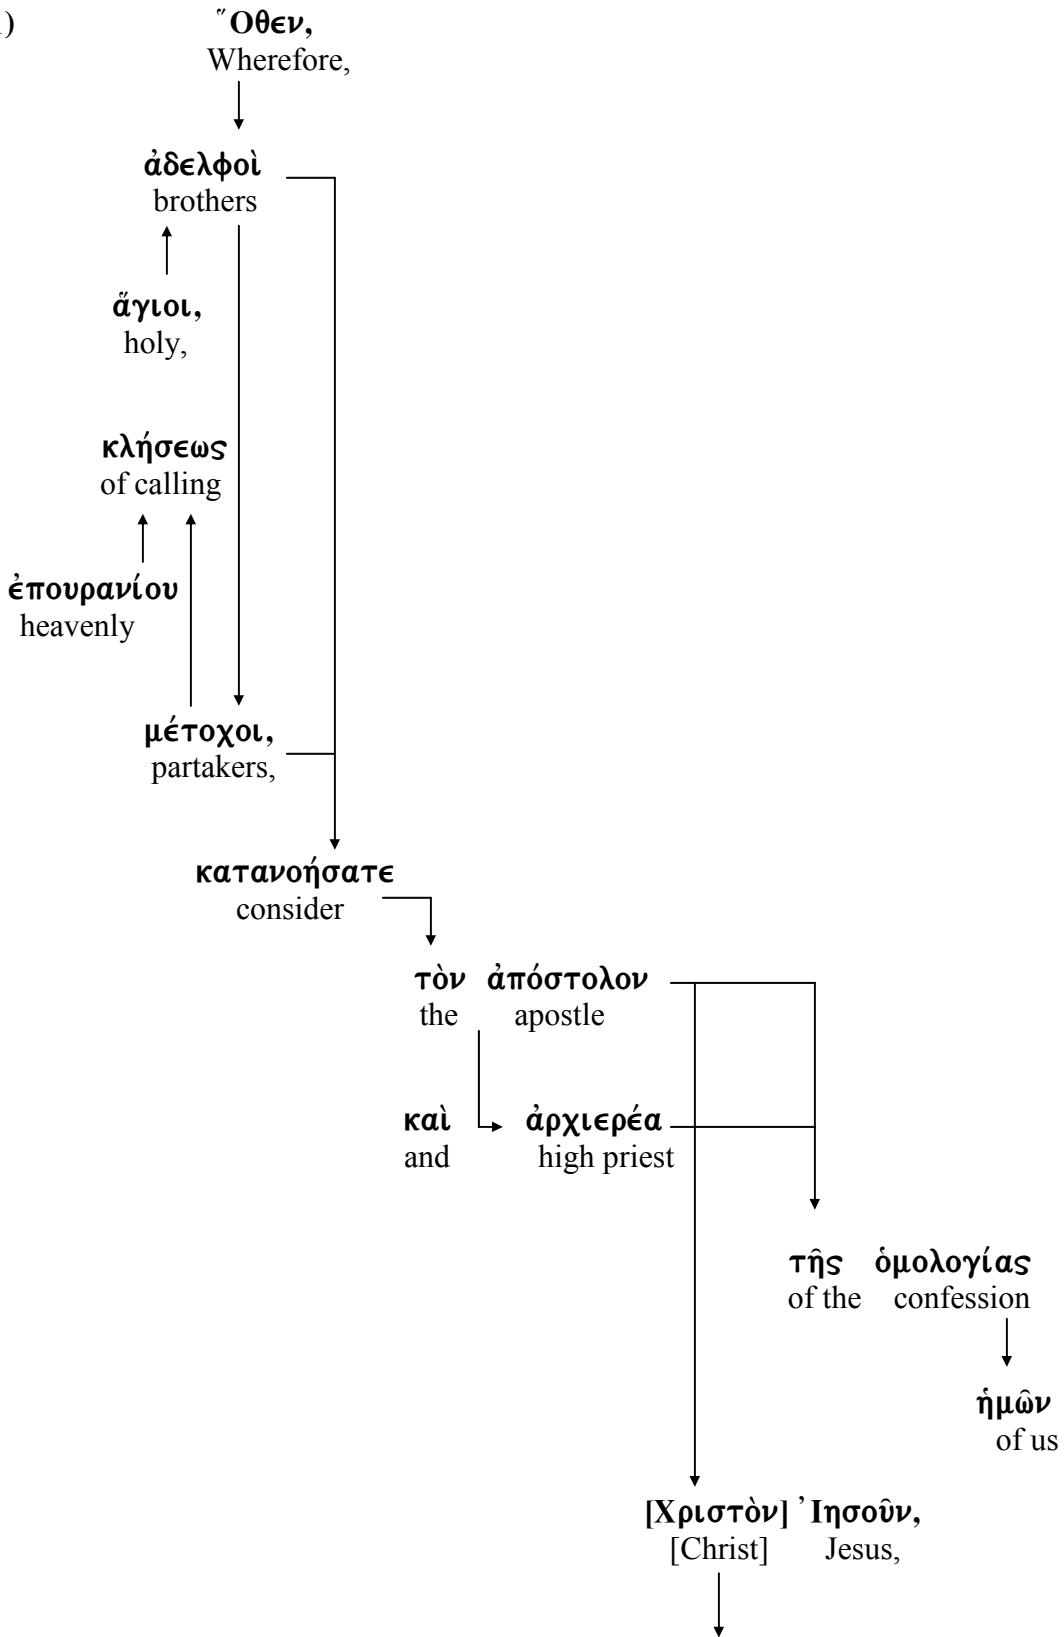 )
Ὅθεν,
Wherefore,
ἀδελφοὶ
brothers
ἅγιοι,
holy,
κλήσεως
of calling
ἐπουρανίου
heavenly
μέτοχοι,
partakers,
κατανοήσατε
consider
τὸν ἀπόστολον
the apostle
καὶ ἀρχιερέα
and high priest
τῆς ὁμολογίας
of the confession
ἡμῶν
of us
[Χριστὸν] Ἰησοῦν,
[Christ] Jesus,